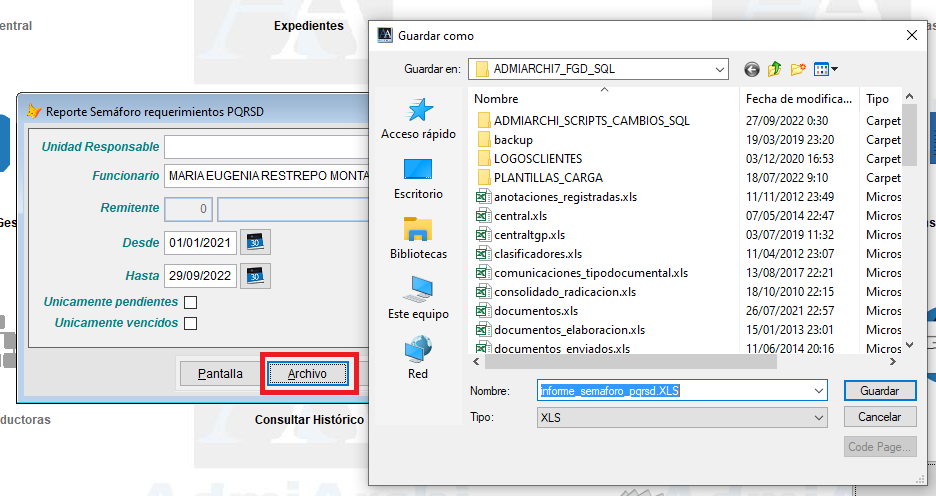 entral
Expedientes
Reporte Semáforo requerimientos PQRSD
Unidad Responsable
Funcionario MARIA EUGENIA RESTREPO MONTA
Remitente 0
Desde 01/01/2021 30
Hasta 29/09/2022 30
Unicamente pendientes
Unicamente vencidos
Pantalla Archivo
ductoras
Consultar Histórico
Guardar como
Guardar en: ADMIARCHI7_FGD_SQL
Acceso rápido
Escritorio
Bibliotecas
Este equipo
Red
Nombre Fecha de modifica... Tipo
ADMIARCHI_SCRIPTS_CAMBIOS_SQL 27/09/2022 0:30 Carpet
backup 19/03/2019 23:20 Carpet
LOGOSCLIENTES 03/12/2020 16:53 Carpet
PLANTILLAS_CARGA 18/07/2022 9:10 Carpet
anotaciones_registradas.xls 11/11/2012 23:49 Micros
central.xls 07/05/2014 22:47 Micros
centraltgp.xls 03/07/2019 11:32 Micros
clasificadores.xls 11/04/2012 23:07 Micros
comunicaciones_tipodocumental.xls 13/08/2017 22:21 Micros
consolidado_radicacion.xls 18/10/2010 22:15 Micros
documentos.xls 26/07/2021 22:57 Micros
documentos_elaboracion.xls 15/01/2013 23:01 Micros
documentos_enviados.xls 11/06/2014 20:16 Micros
Nombre: informe_semaforo_pqrsd.XLS Guardar
Tipo: XLS Cancelar
Code Page...